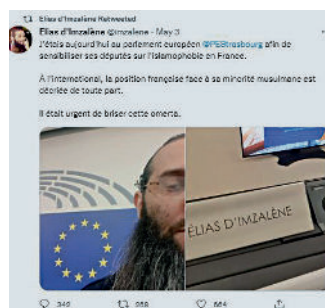 Elias d'Imzalène Retweeted
Elias d'Imzalène @imzalene · May 3
J'étais aujourd'hui au parlement européen @PEStrasbourg afin de
sensibiliser ses députés sur l'islamophobie en France.
À l'international, la position française face à sa minorité musulmane est
décriée de toute part.
Il était urgent de briser cette omerta.
ÉLIAS D'IMZALÈNE